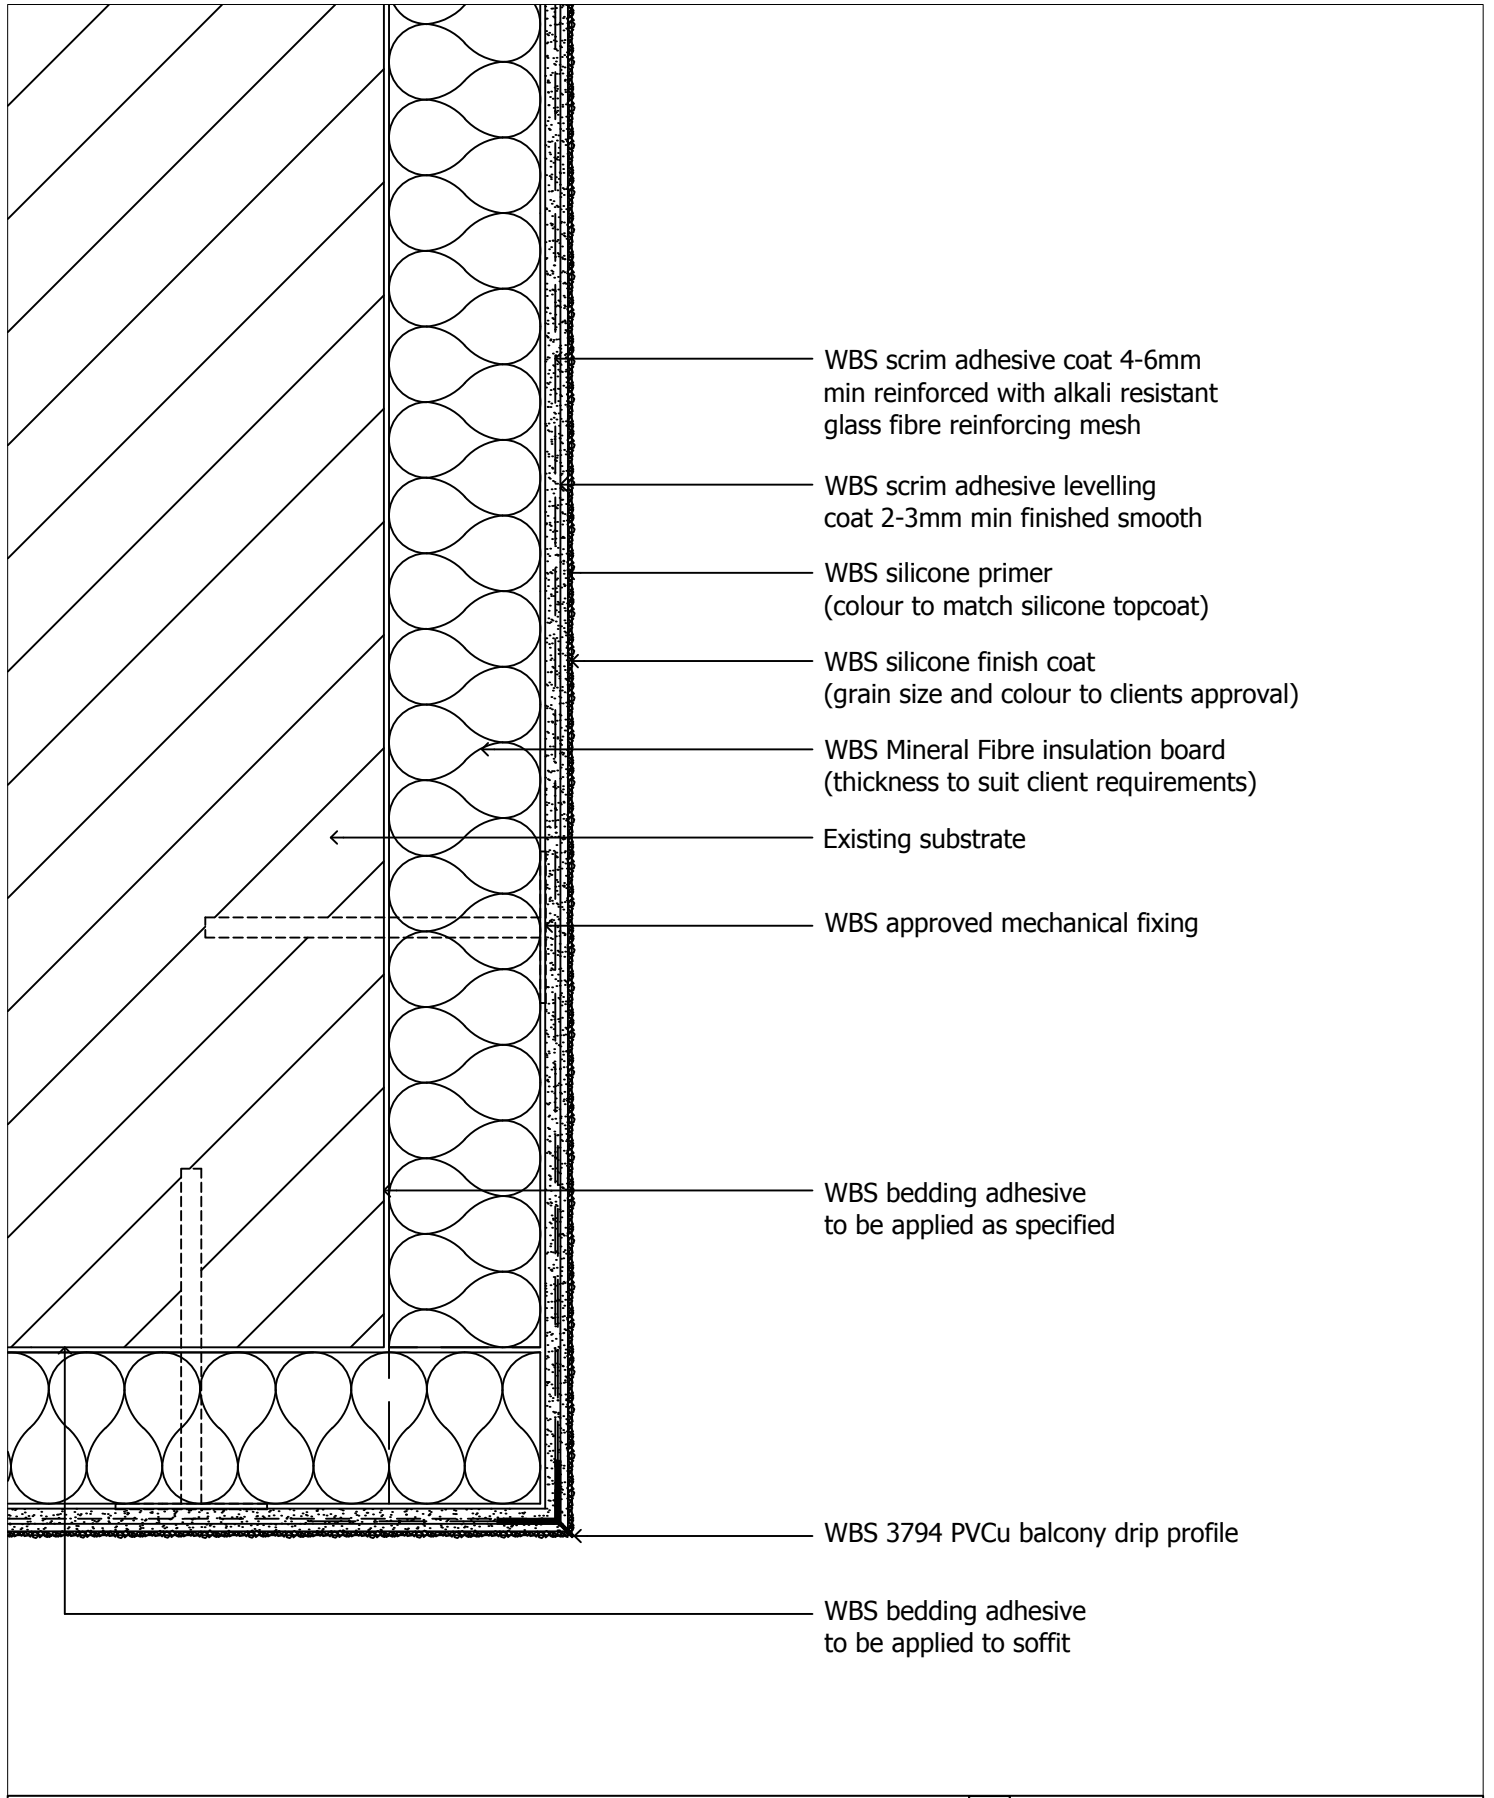 WBS scrim adhesive coat 4-6mm
min reinforced with alkali resistant
glass fibre reinforcing mesh
WBS scrim adhesive levelling
coat 2-3mm min finished smooth
WBS silicone primer
(colour to match silicone topcoat)
WBS silicone finish coat
(grain size and colour to clients approval)
WBS Mineral Fibre insulation board
(thickness to suit client requirements)
Existing substrate
WBS approved mechanical fixing
WBS bedding adhesive
to be applied as specified
WBS 3794 PVCu balcony drip profile
WBS bedding adhesive
to be applied to soffit